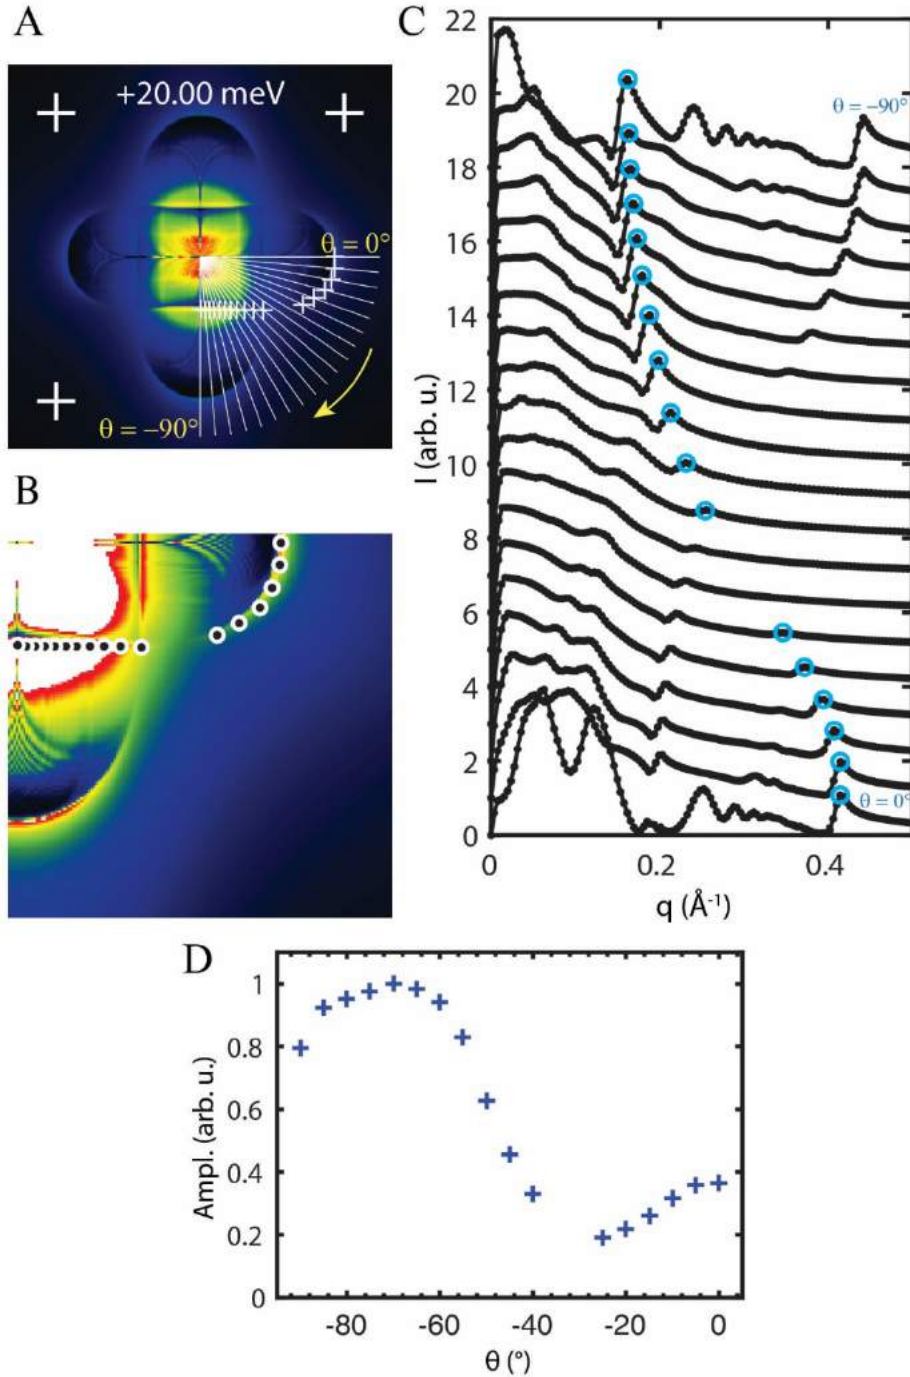 A
+20.00 meV
θ = 0°
θ = −90°
B
C
22
20
18
16
14
12
10
8
6
4
2
0
I (arb. u.)
θ = −90°
θ = 0°
0
0.2
0.4
q (Å⁻¹)
D
1
0.8
0.6
0.4
0.2
0
Ampl. (arb. u.)
-80
-60
-40
-20
0
θ (°)